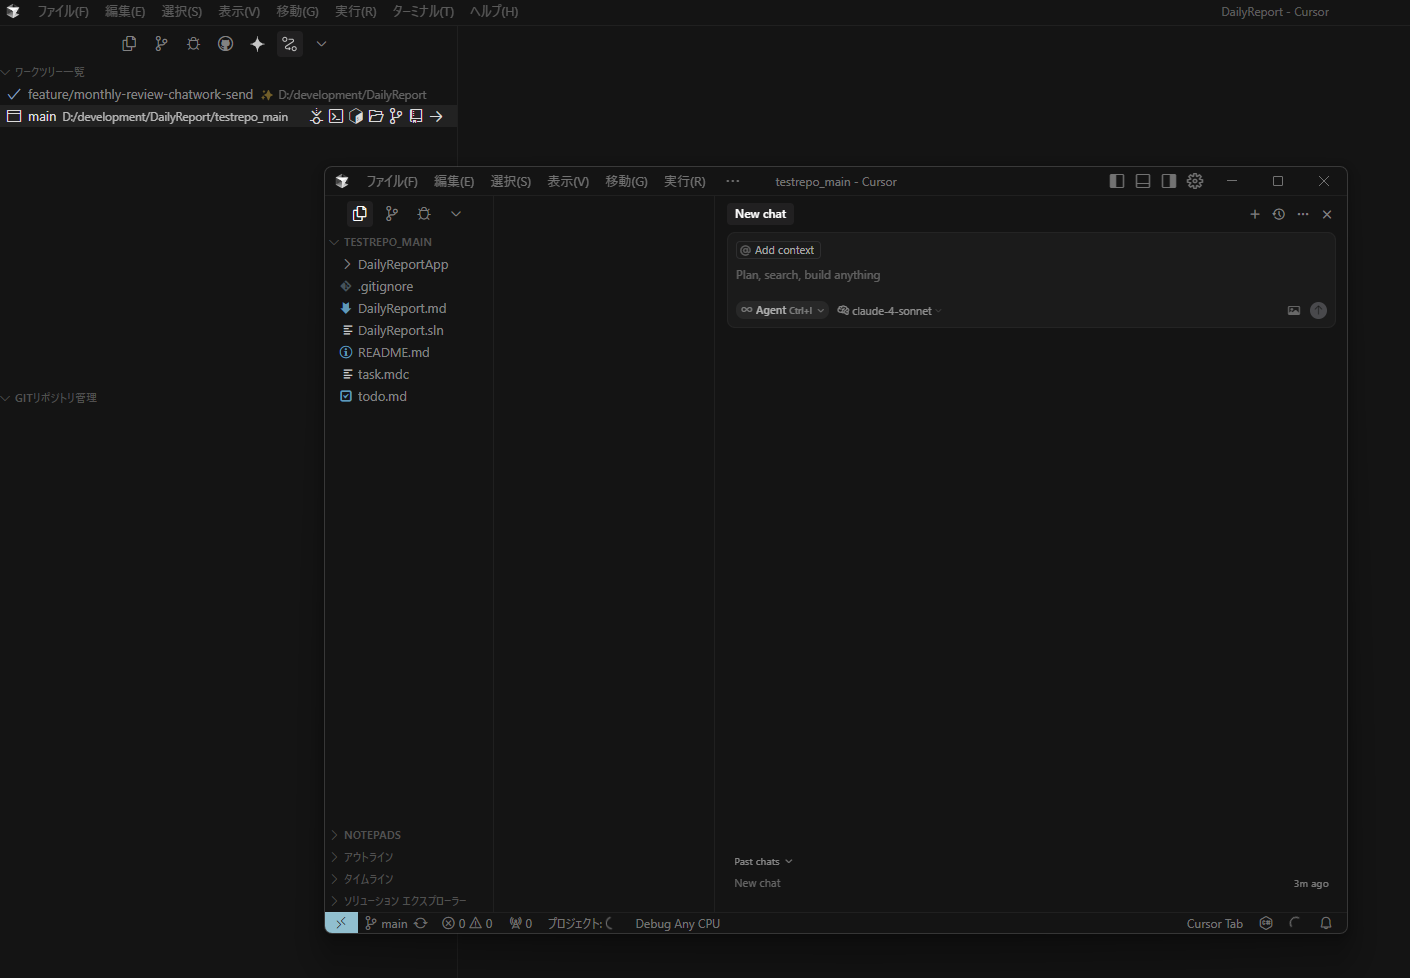 ファイル(F) 編集(E) 選択(S) 表示(V) 移動(G) 実行(R) ターミナル(T) ヘルプ(H) DailyReport - Cursor
ワークツリー一覧
feature/monthly-review-chatwork-send D:/development/DailyReport
main D:/development/DailyReport/testrepo_main
GITリポジトリ管理
ファイル(F) 編集(E) 選択(S) 表示(V) 移動(G) 実行(R) ··· testrepo_main - Cursor
TESTREPO_MAIN
DailyReportApp
.gitignore
DailyReport.md
DailyReport.sln
README.md
task.mdc
todo.md
NOTEPADS
アウトライン
タイムライン
ソリューション エクスプローラー
New chat
@ Add context
Plan, search, build anything
∞ Agent Ctrl+I claude-4-sonnet
Past chats
New chat 3m ago
main 0 0 0 プロジェクト: Debug Any CPU Cursor Tab